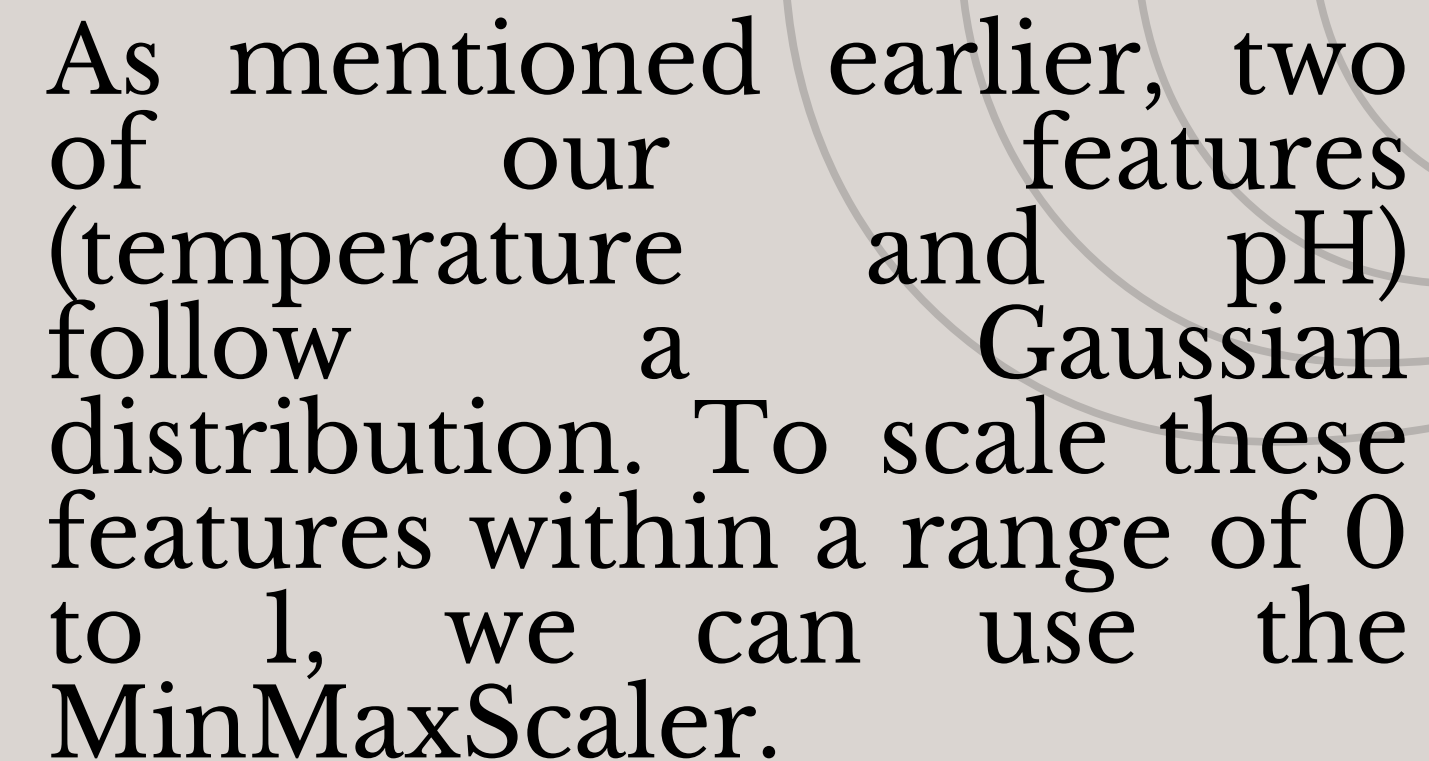 As mentioned earlier, two
of our features
(temperature and pH)
follow a Gaussian
distribution. To scale these
features within a range of 0
to 1, we can use the
MinMaxScaler.